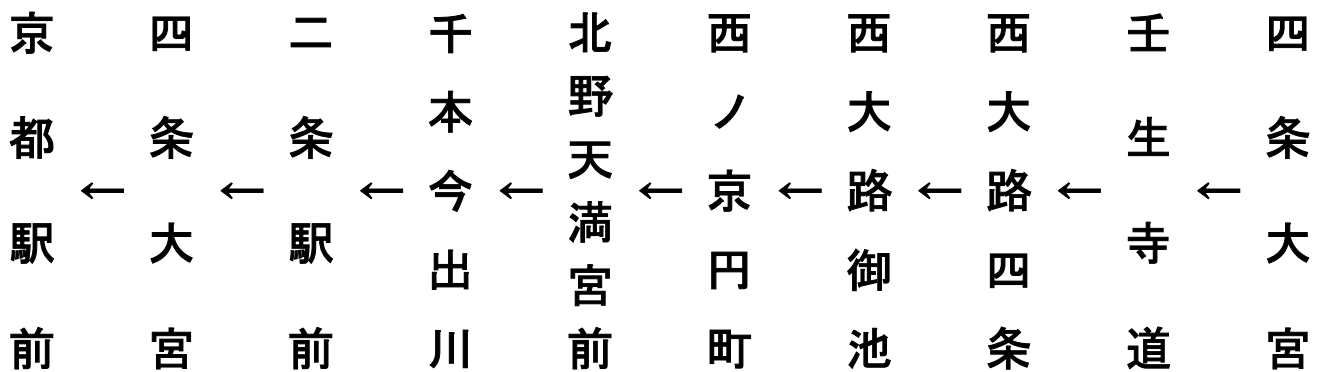 四条大宮
←
壬生寺道
←
西大路四条
←
西大路御池
←
西ノ京円町
←
北野天満宮前
←
千本今出川
←
二条駅前
←
四条大宮
←
京都駅前